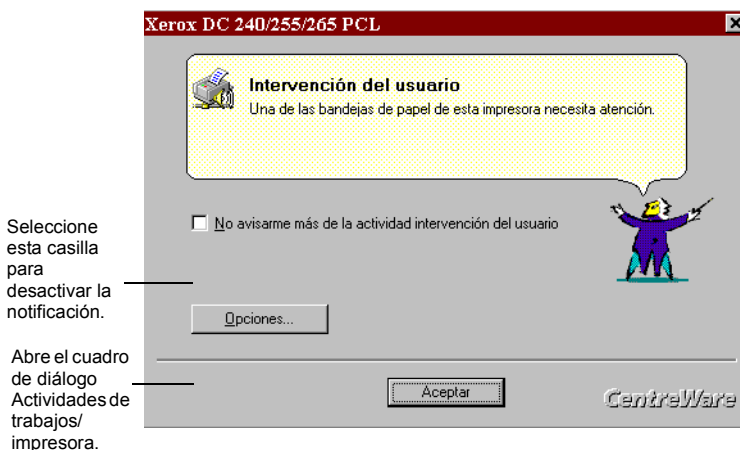 Xerox DC 240/255/265 PCL
Intervención del usuario
Una de las bandejas de papel de esta impresora necesita atención.
No avisarme más de la actividad intervención del usuario
Seleccione
esta casilla
para
desactivar la
notificación.
Opciones...
Abre el cuadro
de diálogo
Actividades de
trabajos/
impresora.
Aceptar
CentreWare